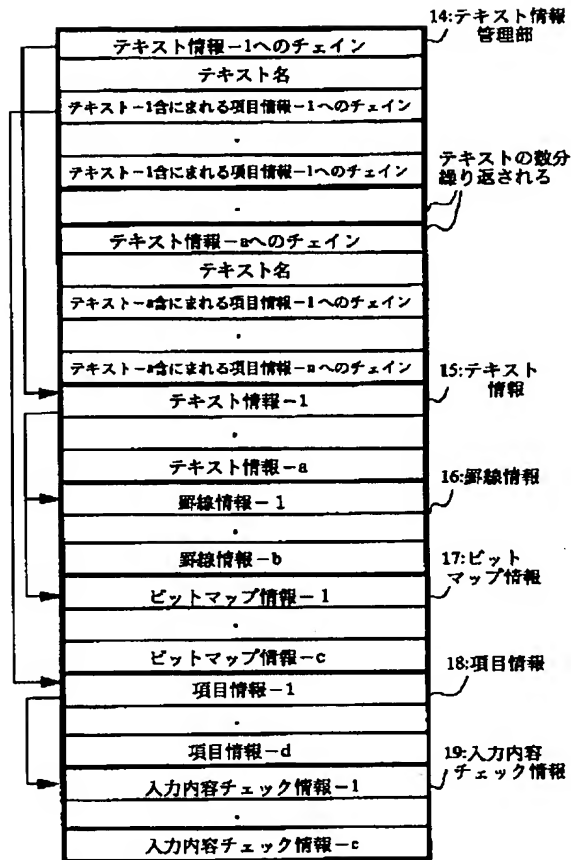 14:テキスト情報
管理部
テキスト情報－1へのチェイン
テキスト名
テキスト－1含にまれる項目情報－1へのチェイン
・
テキスト－1含にまれる項目情報－1へのチェイン
・
テキストの数分
繰り返される
テキスト情報－aへのチェイン
テキスト名
テキスト－a含にまれる項目情報－1へのチェイン
・
テキスト－a含にまれる項目情報－nへのチェイン
15:テキスト
情報
テキスト情報－1
・
テキスト情報－a
16:罫線情報
罫線情報－1
・
罫線情報－b
17:ビット
マップ情報
ビットマップ情報－1
・
ビットマップ情報－c
18:項目情報
項目情報－1
・
項目情報－d
19:入力内容
チェック情報
入力内容チェック情報－1
・
入力内容チェック情報－e